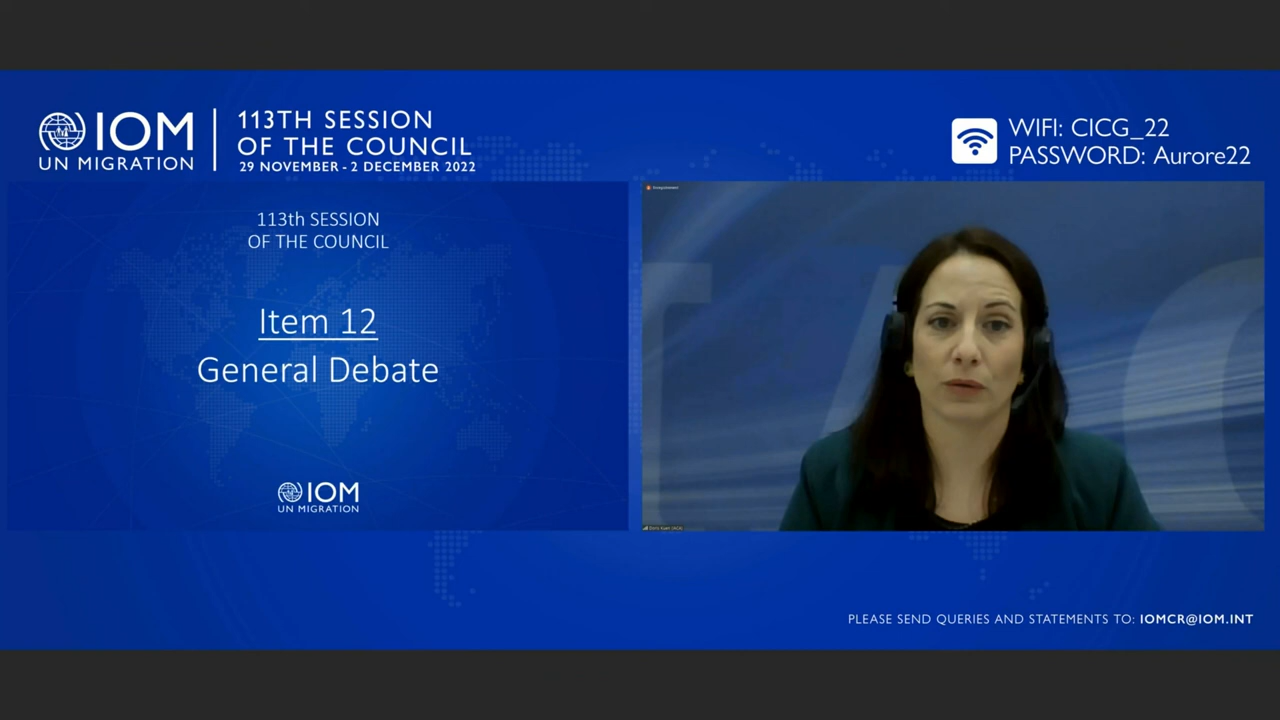 IOM
UN MIGRATION
113TH SESSION
OF THE COUNCIL
29 NOVEMBER - 2 DECEMBER 2022
WIFI: CICG_22
PASSWORD: Aurore22
113th SESSION
OF THE COUNCIL
Item 12
General Debate
IOM
UN MIGRATION
Enregistrement
PLEASE SEND QUERIES AND STATEMENTS TO: IOMCR@IOM.INT